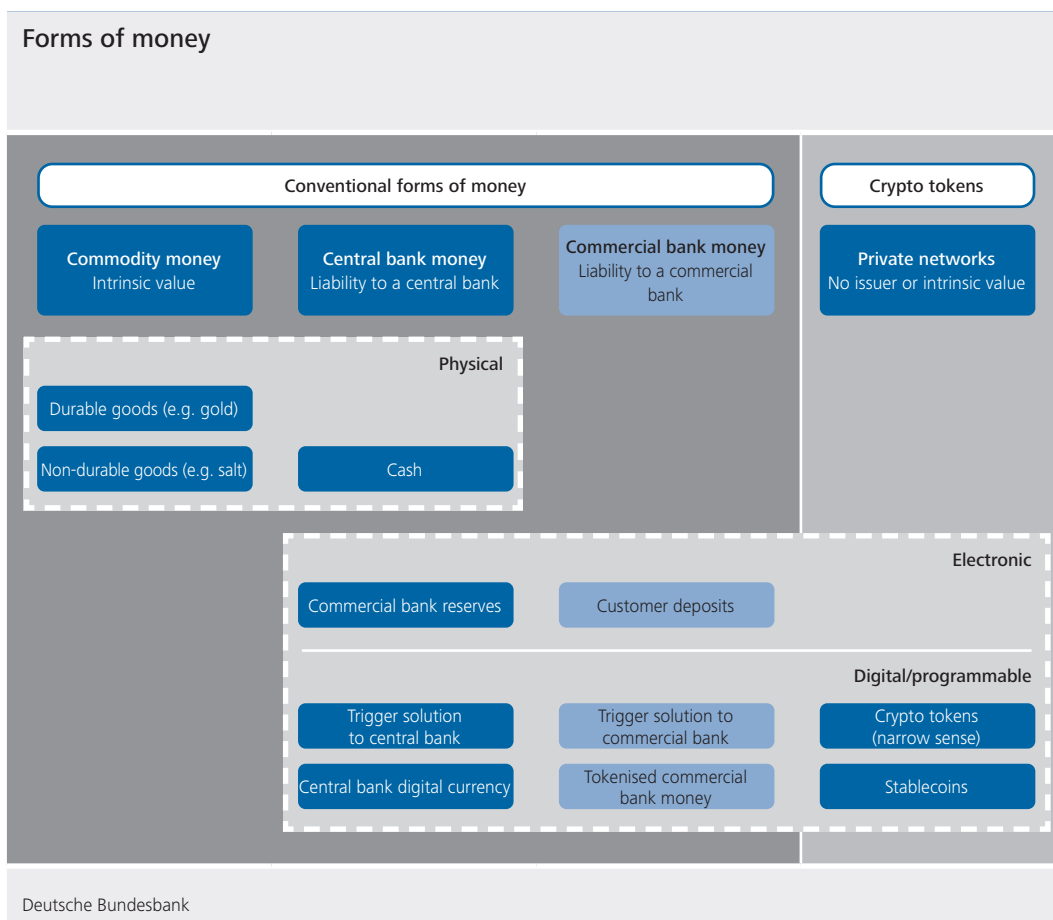 Forms of money
Conventional forms of money
Crypto tokens
Commodity money
Intrinsic value
Central bank money
Liability to a central bank
Commercial bank money
Liability to a commercial
bank
Private networks
No issuer or intrinsic value
Physical
Durable goods (e.g. gold)
Non-durable goods (e.g. salt)
Cash
Electronic
Commercial bank reserves
Customer deposits
Digital/programmable
Trigger solution
to central bank
Trigger solution to
commercial bank
Crypto tokens
(narrow sense)
Central bank digital currency
Tokenised commercial
bank money
Stablecoins
Deutsche Bundesbank